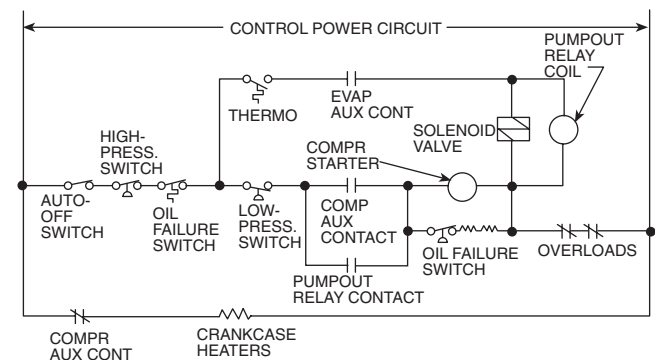 CONTROL POWER CIRCUIT
PUMPOUT
RELAY
COIL
THERMO
EVAP
AUX CONT
SOLENOID
VALVE
HIGH-
PRESS.
SWITCH
COMPR
STARTER
AUTO-
OFF
SWITCH
OIL
FAILURE
SWITCH
LOW-
PRESS.
SWITCH
COMP
AUX
CONTACT
OIL FAILURE
SWITCH
OVERLOADS
PUMPOUT
RELAY CONTACT
COMPR
AUX CONT
CRANKCASE
HEATERS